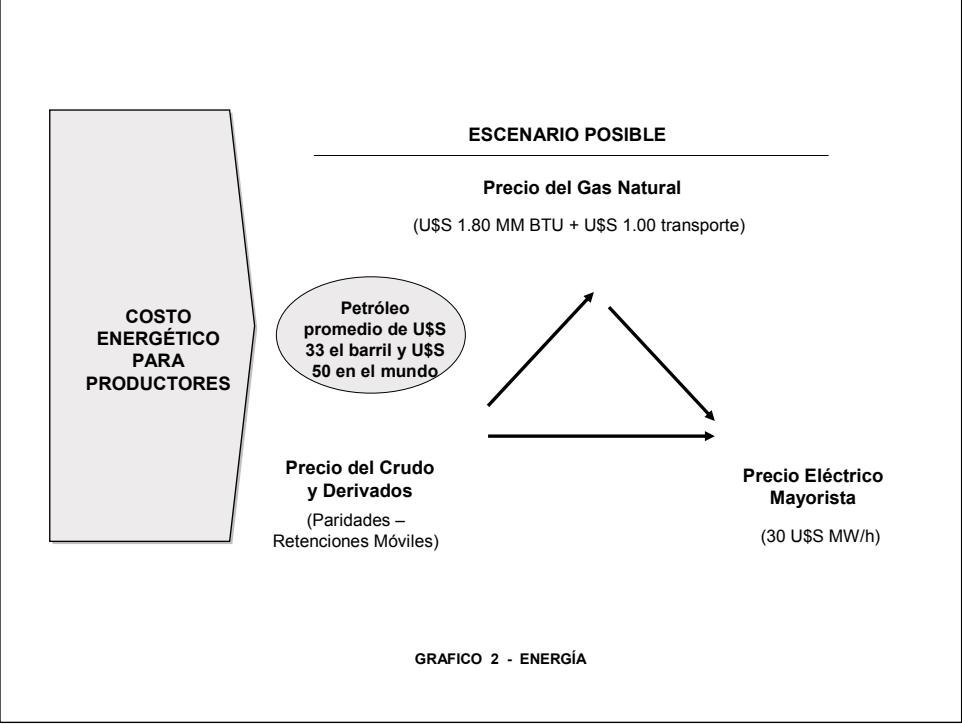 ESCENARIO POSIBLE
Precio del Gas Natural
(U$S 1.80 MM BTU + U$S 1.00 transporte)
COSTO
ENERGÉTICO
PARA
PRODUCTORES
Petróleo
promedio de U$S
33 el barril y U$S
50 en el mundo
Precio del Crudo
y Derivados
(Paridades –
Retenciones Móviles)
Precio Eléctrico
Mayorista
(30 U$S MW/h)
GRAFICO 2 - ENERGÍA